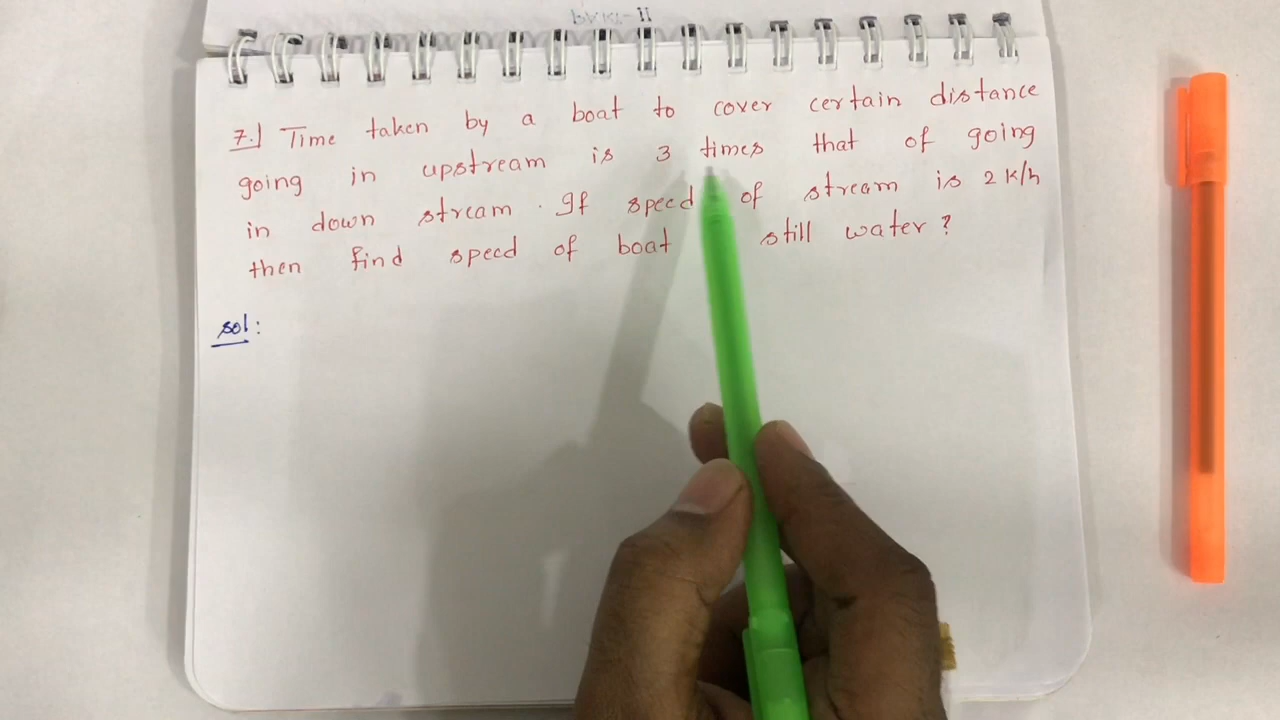 7.) Time taken by a boat to cover certain distance
going in upstream is 3 times that of going
in down stream. If speed of stream is 2 k/h
then find speed of boat still water?
sol: